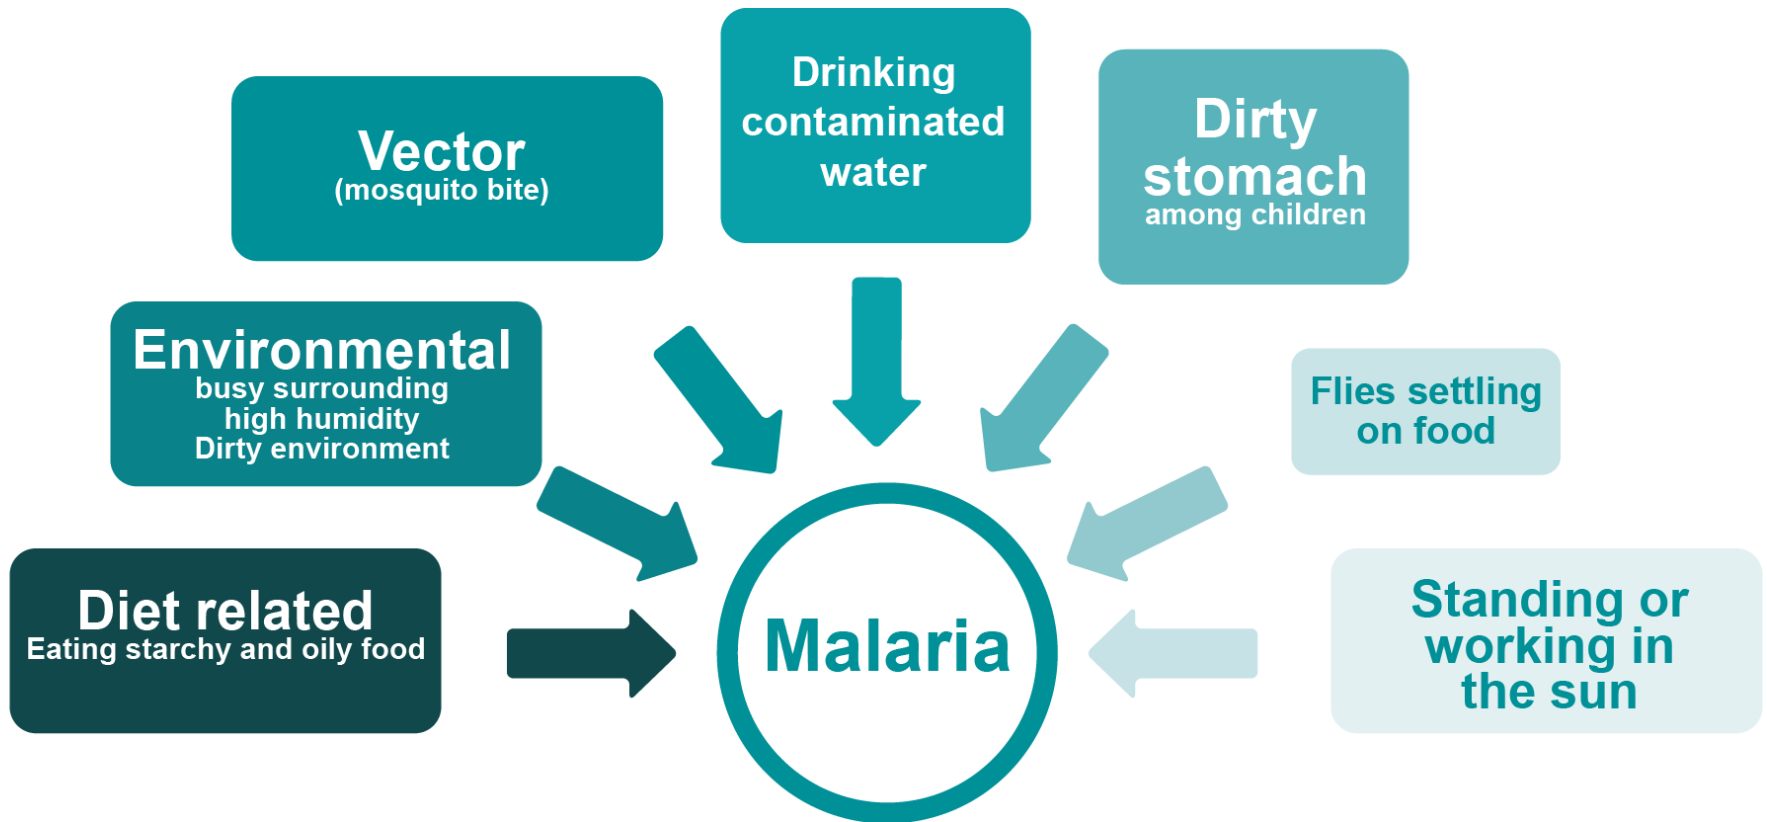 Vector
(mosquito bite)
Drinking
contaminated
water
Dirty
stomach
among children
Environmental
busy surrounding
high humidity
Dirty environment
Flies settling
on food
Diet related
Eating starchy and oily food
Malaria
Standing or
working in
the sun